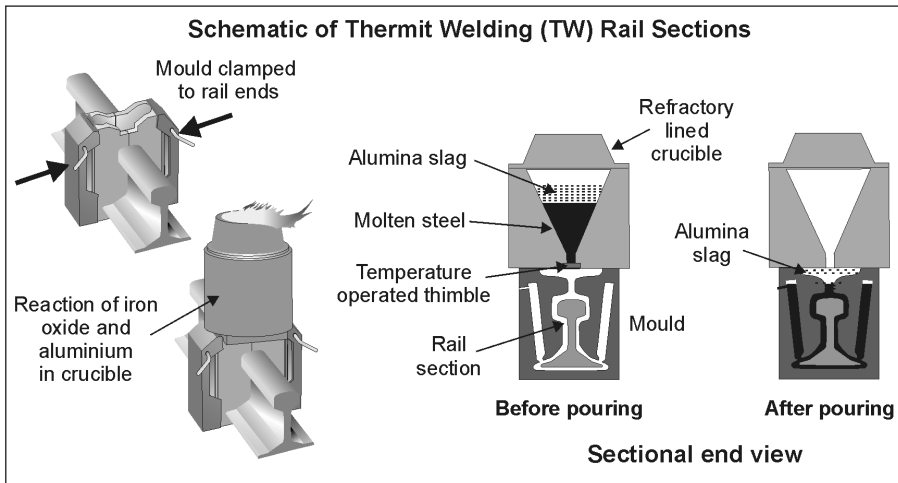 Schematic of Thermit Welding (TW) Rail Sections
Mould clamped
to rail ends
Reaction of iron
oxide and
aluminium
in crucible
Refractory
lined
crucible
Alumina slag
Molten steel
Temperature
operated thimble
Rail
section
Mould
Alumina
slag
Before pouring
After pouring
Sectional end view